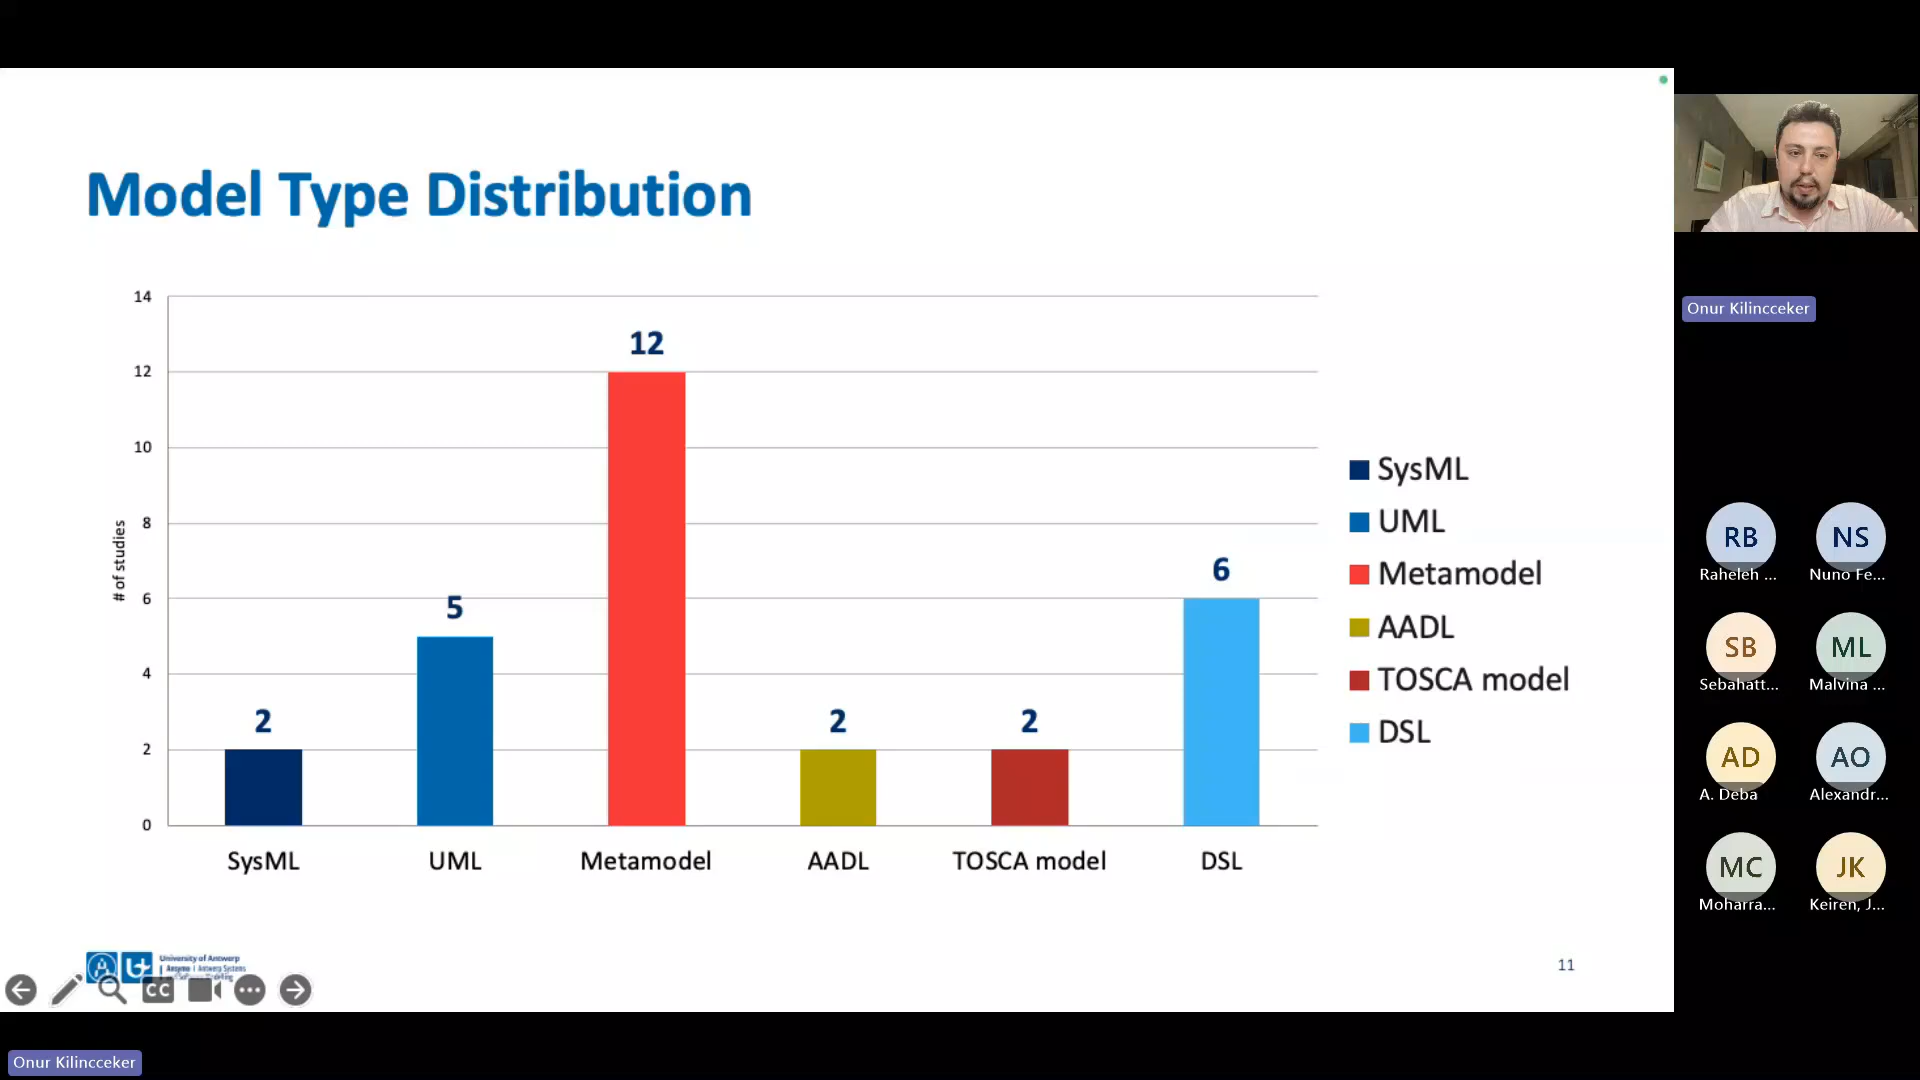 Model Type Distribution
14
12
10
8
6
4
2
0
# of studies
2
5
12
2
2
6
SysML
UML
Metamodel
AADL
TOSCA model
DSL
SysML
UML
Metamodel
AADL
TOSCA model
DSL
University of Antwerp
Antwerp Systems
11
CC
Onur Kilincceker
Onur Kilincceker
RB
Raheleh ...
NS
Nuno Fe...
SB
Sebahatt...
ML
Malvina ...
AD
A. Deba
AO
Alexandr...
MC
Moharra...
JK
Keiren, J...